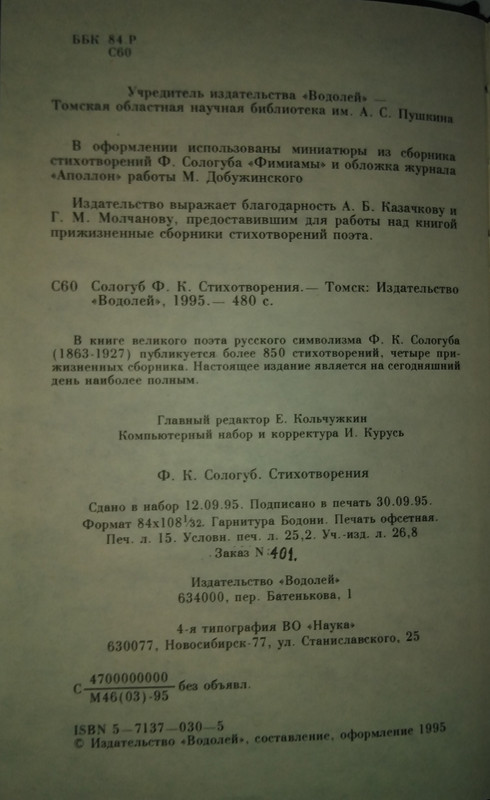 ББК 84 Р
С60
Учредитель издательства «Водолей» —
Томская областная научная библиотека им. А. С. Пушкина
В оформлении использованы миниатюры из сборника
стихотворений Ф. Сологуба «Фимиамы» и обложка журнала
«Аполлон» работы М. Добужинского
Издательство выражает благодарность А. Б. Казачкову и
Г. М. Молчанову, предоставившим для работы над книгой
прижизненные сборники стихотворений поэта.
С60 Сологуб Ф. К. Стихотворения.— Томск: Издательство
«Водолей», 1995.— 480 с.
В книге великого поэта русского символизма Ф. К. Сологуба
(1863-1927) публикуется более 850 стихотворений, четыре при-
жизненных сборника. Настоящее издание является на сегодняшний
день наиболее полным.
Главный редактор Е. Кольчужкин
Компьютерный набор и корректура И. Курусь
Ф. К. Сологуб. Стихотворения
Сдано в набор 12.09.95. Подписано в печать 30.09.95.
Формат 84х108 1/32. Гарнитура Бодони. Печать офсетная.
Печ. л. 15. Условн. печ. л. 25,2. Уч.-изд. л. 26,8
Заказ N 401.
Издательство «Водолей»
634000, пер. Батенькова, 1
4-я типография ВО «Наука»
630077, Новосибирск-77, ул. Станиславского, 25
С 4700000000 без объявл.
М46(03)-95
ISBN 5—7137—030—5
© Издательство «Водолей», составление, оформление 1995